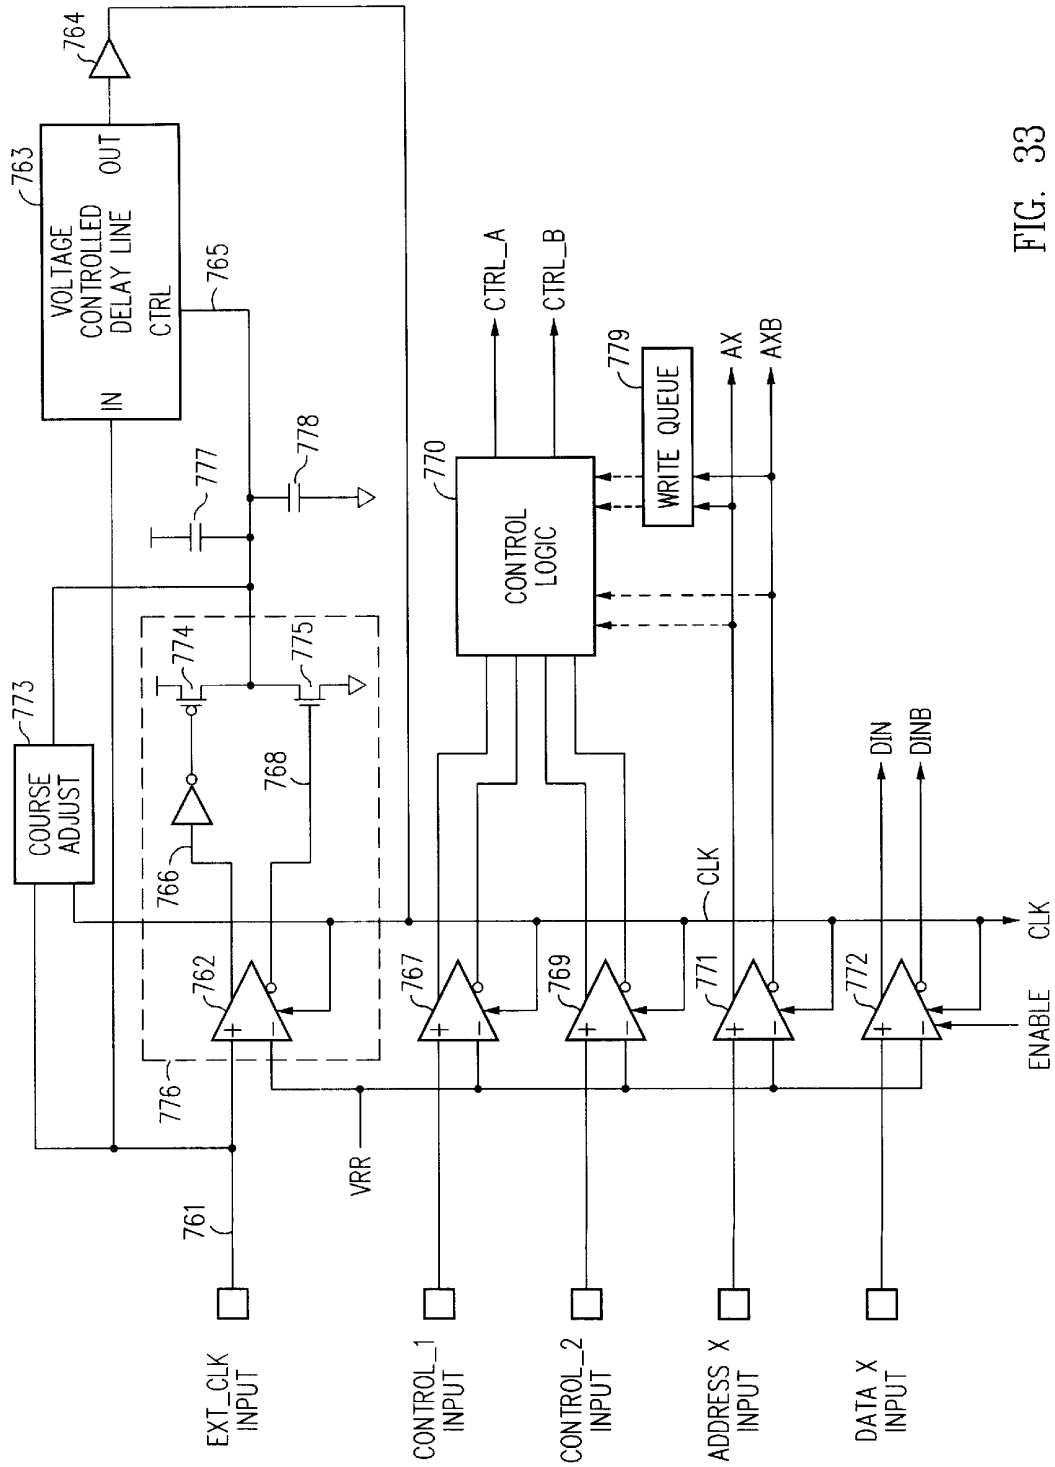 764
763
VOLTAGE
CONTROLLED
DELAY LINE
CTRL
IN
OUT
765
777
778
773
COURSE
ADJUST
774
775
766
768
762
776
761
EXT_CLK
INPUT
VRR
CONTROL_1
INPUT
767
CONTROL_2
INPUT
769
770
CONTROL
LOGIC
CTRL_A
CTRL_B
779
WRITE QUEUE
ADDRESS X
INPUT
771
AX
AXB
CLK
DATA X
INPUT
772
DIN
DINB
ENABLE
CLK
+
−
+
−
+
−
+
−
+
FIG. 33